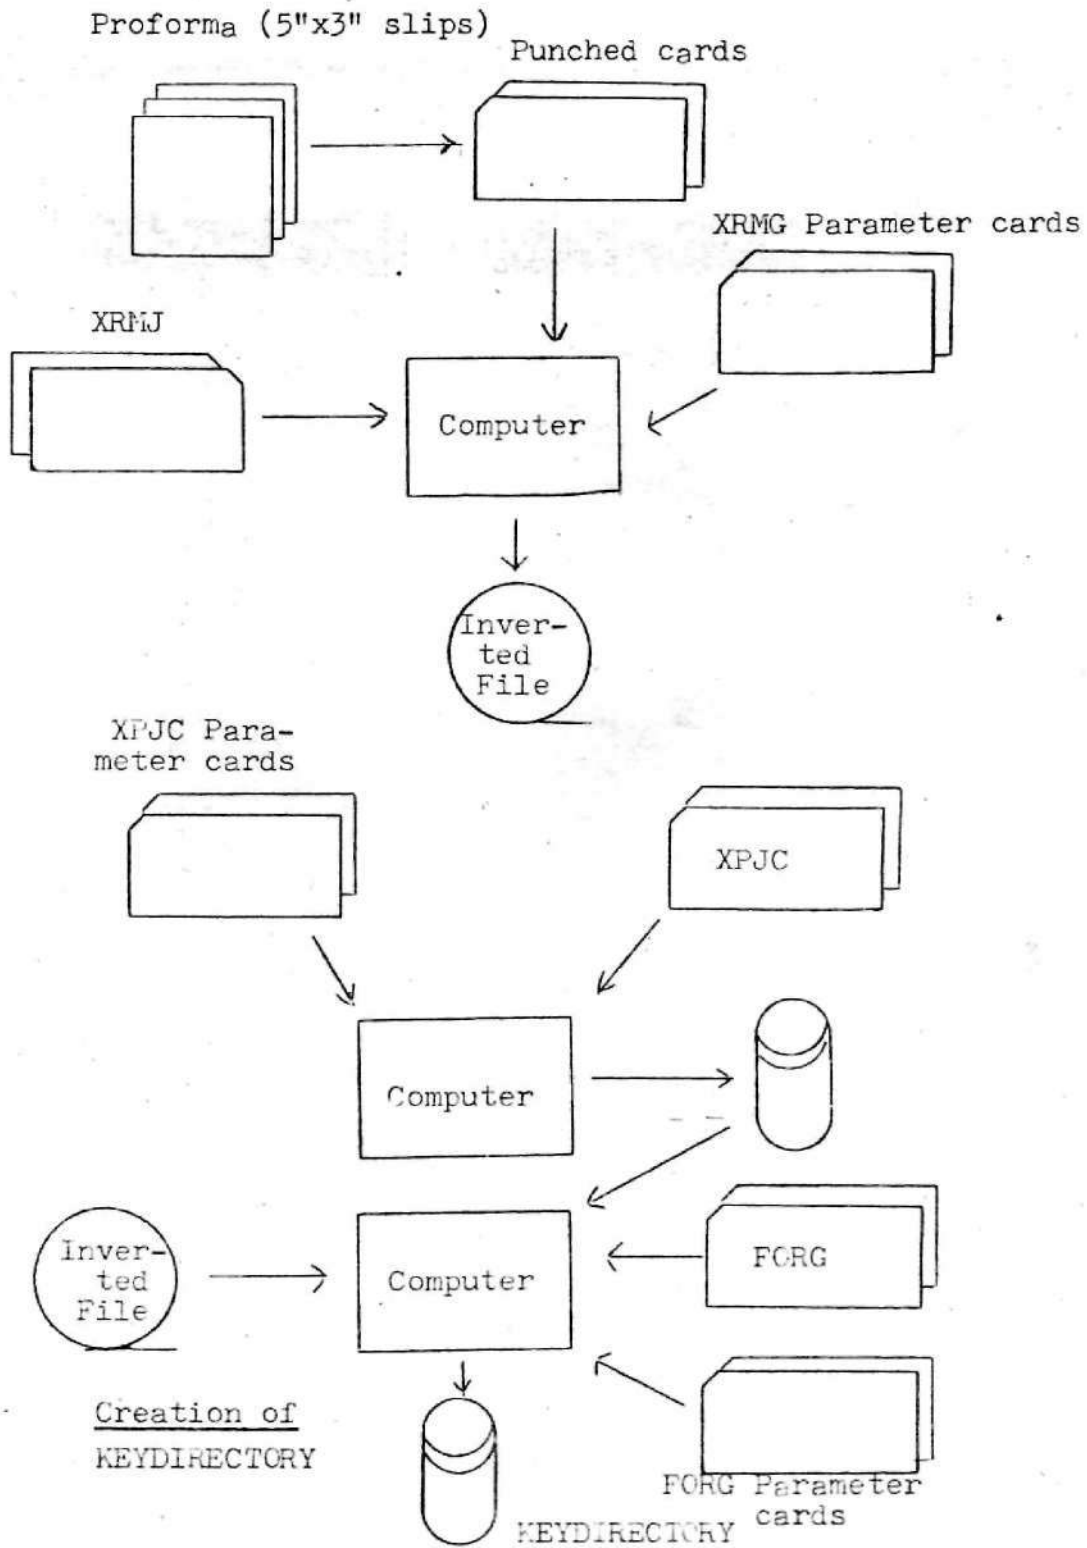 Proforma (5"x3" slips)
Punched cards
XRMG Parameter cards
XRMJ
Computer
Inver-
ted
File
XPJC Para-
meter cards
XPJC
Computer
Inver-
ted
File
Computer
FORG
Creation of
KEYDIRECTORY
FORG Parameter
cards
KEYDIRECTORY